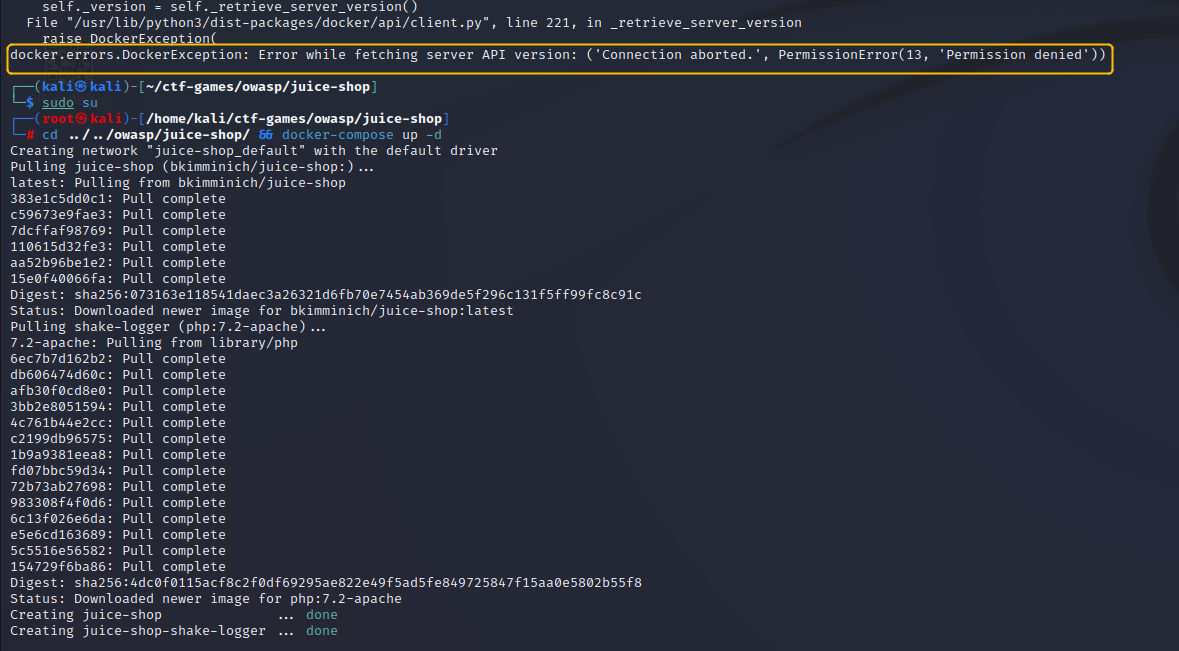 self._version = self._retrieve_server_version()
  File "/usr/lib/python3/dist-packages/docker/api/client.py", line 221, in _retrieve_server_version
    raise DockerException(
docker.errors.DockerException: Error while fetching server API version: ('Connection aborted.', PermissionError(13, 'Permission denied'))
┌──(kali㉿kali)-[~/ctf-games/owasp/juice-shop]
└─$ sudo su
┌──(root㉿kali)-[/home/kali/ctf-games/owasp/juice-shop]
└─# cd ../../owasp/juice-shop/ && docker-compose up -d
Creating network "juice-shop_default" with the default driver
Pulling juice-shop (bkimminich/juice-shop:)...
latest: Pulling from bkimminich/juice-shop
383e1c5dd0c1: Pull complete
c59673e9fae3: Pull complete
7dcffaf98769: Pull complete
110615d32fe3: Pull complete
aa52b96be1e2: Pull complete
15e0f40066fa: Pull complete
Digest: sha256:073163e118541daec3a26321d6fb70e7454ab369de5f296c131f5ff99fc8c91c
Status: Downloaded newer image for bkimminich/juice-shop:latest
Pulling shake-logger (php:7.2-apache)...
7.2-apache: Pulling from library/php
6ec7b7d162b2: Pull complete
db606474d60c: Pull complete
afb30f0cd8e0: Pull complete
3bb2e8051594: Pull complete
4c761b44e2cc: Pull complete
c2199db96575: Pull complete
1b9a9381eea8: Pull complete
fd07bbc59d34: Pull complete
72b73ab27698: Pull complete
983308f4f0d6: Pull complete
6c13f026e6da: Pull complete
e5e6cd163689: Pull complete
5c5516e56582: Pull complete
154729f6ba86: Pull complete
Digest: sha256:4dc0f0115acf8c2f0df69295ae822e49f5ad5fe849725847f15aa0e5802b55f8
Status: Downloaded newer image for php:7.2-apache
Creating juice-shop              ... done
Creating juice-shop-shake-logger ... done